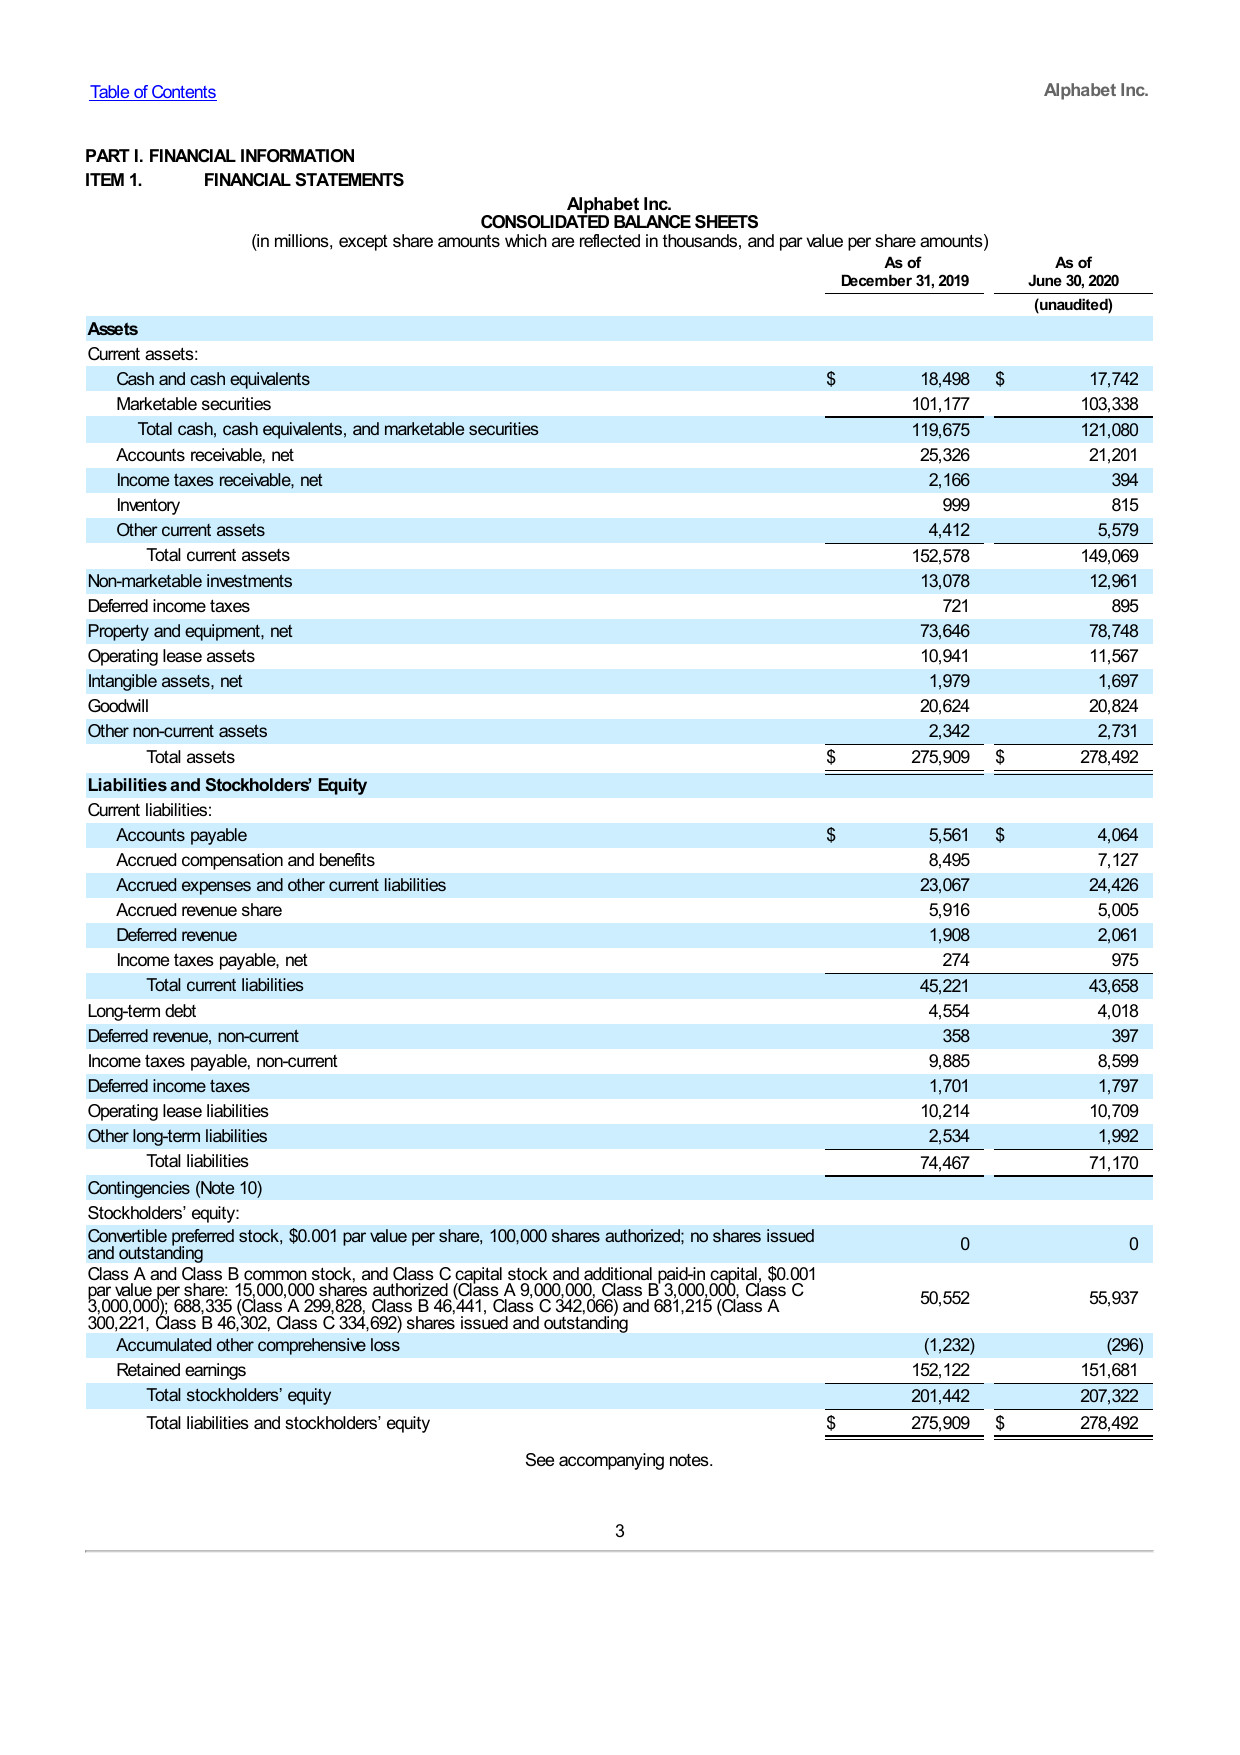 Table of Contents Alphabet Inc.
PART I. FINANCIAL INFORMATION
ITEM 1. FINANCIAL STATEMENTS
Alphabet Inc.
CONSOLIDATED BALANCE SHEETS
(in millions, except share amounts which are reflected in thousands, and par value per share amounts)
As of As of
December 31, 2019 June 30, 2020
(unaudited)
Assets
Current assets:
Cash and cash equivalents $ 18,498 $ 17,742
Marketable securities 101,177 103,338
Total cash, cash equivalents, and marketable securities 119,675 121,080
Accounts receivable, net 25,326 21,201
Income taxes receivable, net 2,166 394
Inventory 999 815
Other current assets 4,412 5,579
Total current assets 152,578 149,069
Non-marketable investments 13,078 12,961
Deferred income taxes 721 895
Property and equipment, net 73,646 78,748
Operating lease assets 10,941 11,567
Intangible assets, net 1,979 1,697
Goodwill 20,624 20,824
Other non-current assets 2,342 2,731
Total assets $ 275,909 $ 278,492
Liabilities and Stockholders’ Equity
Current liabilities:
Accounts payable $ 5,561 $ 4,064
Accrued compensation and benefits 8,495 7,127
Accrued expenses and other current liabilities 23,067 24,426
Accrued revenue share 5,916 5,005
Deferred revenue 1,908 2,061
Income taxes payable, net 274 975
Total current liabilities 45,221 43,658
Long-term debt 4,554 4,018
Deferred revenue, non-current 358 397
Income taxes payable, non-current 9,885 8,599
Deferred income taxes 1,701 1,797
Operating lease liabilities 10,214 10,709
Other long-term liabilities 2,534 1,992
Total liabilities 74,467 71,170
Contingencies (Note 10)
Stockholders’ equity:
Convertible preferred stock, $0.001 par value per share, 100,000 shares authorized; no shares issued
and outstanding 0 0
Class A and Class B common stock, and Class C capital stock and additional paid-in capital, $0.001
par value per share: 15,000,000 shares authorized (Class A 9,000,000, Class B 3,000,000, Class C
3,000,000); 688,335 (Class A 299,828, Class B 46,441, Class C 342,066) and 681,215 (Class A
300,221, Class B 46,302, Class C 334,692) shares issued and outstanding 50,552 55,937
Accumulated other comprehensive loss (1,232) (296)
Retained earnings 152,122 151,681
Total stockholders’ equity 201,442 207,322
Total liabilities and stockholders’ equity $ 275,909 $ 278,492
See accompanying notes.
3